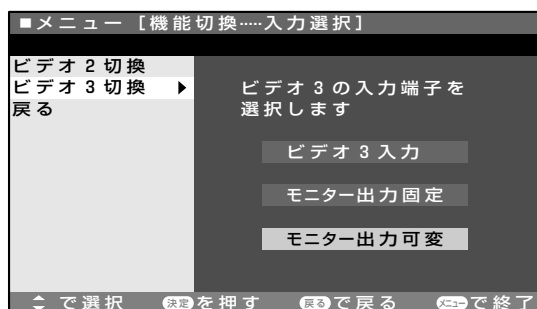 ■メニュー [機能切換……入力選択]
ビデオ2切換
ビデオ3切換 ▶
戻る
ビデオ3の入力端子を
選択します
ビデオ3入力
モニター出力固定
モニター出力可変
で選択 決定を押す 戻るで戻る メニューで終了